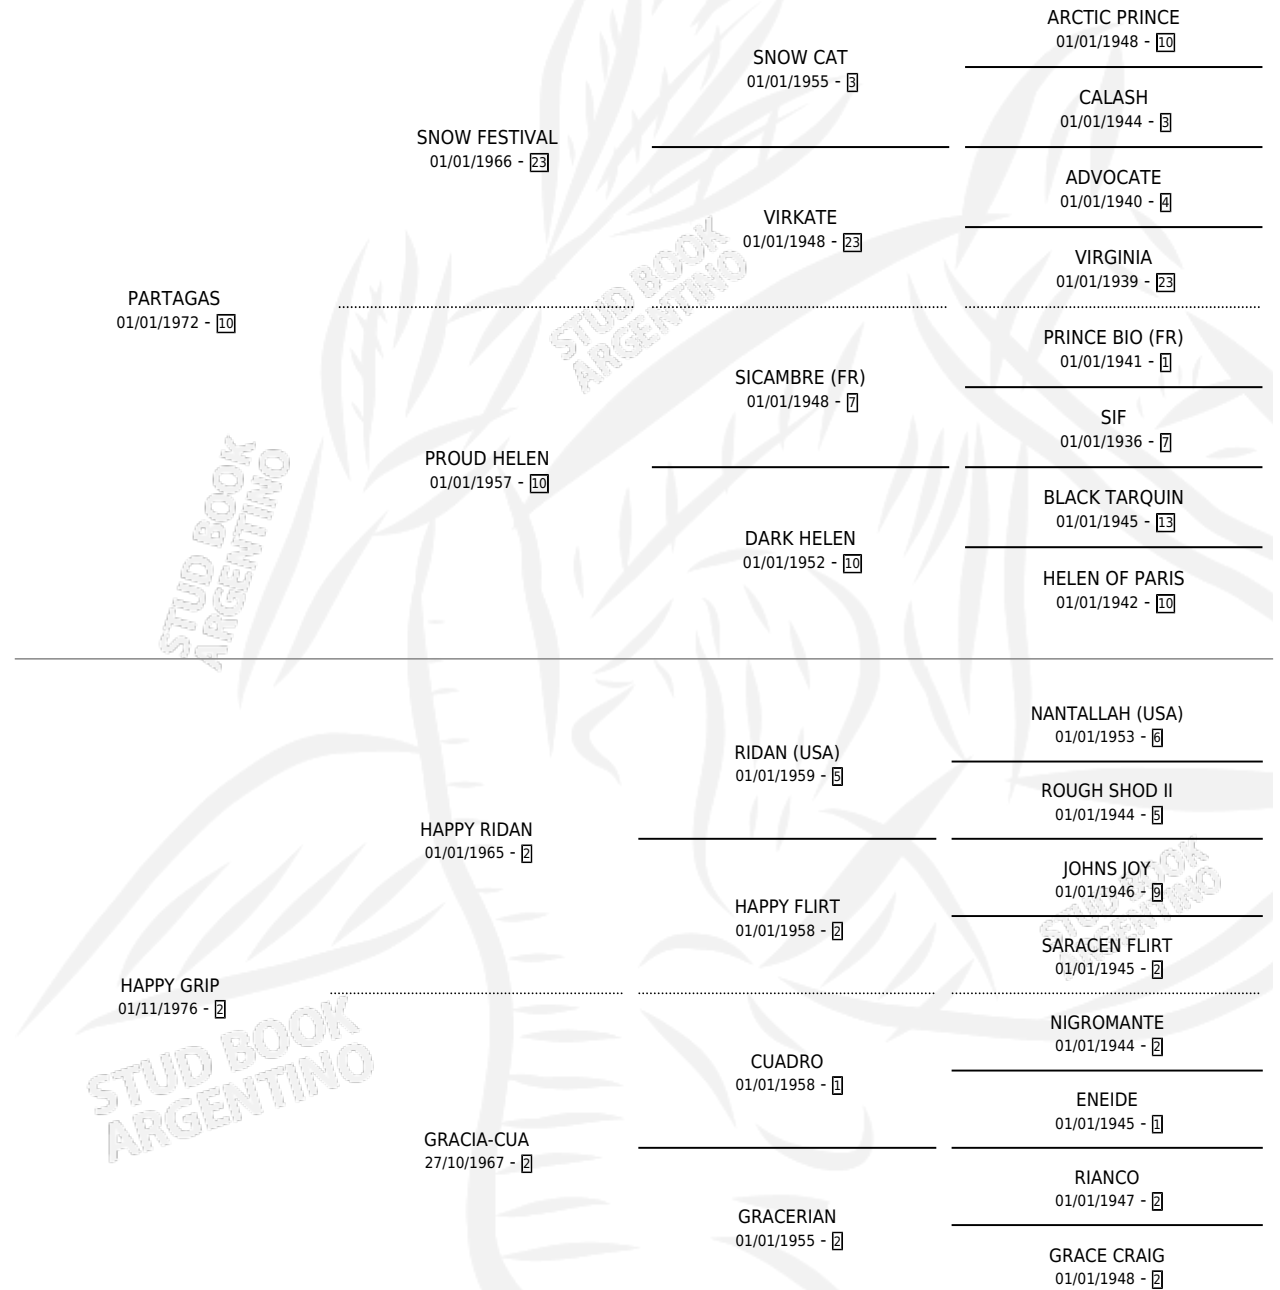 ARCTIC PRINCE
01/01/1948 - 10
SNOW CAT
01/01/1955 - 3
CALASH
01/01/1944 - 3
SNOW FESTIVAL
01/01/1966 - 23
ADVOCATE
01/01/1940 - 4
VIRKATE
01/01/1948 - 23
VIRGINIA
01/01/1939 - 23
STUD BOOK
ARGENTINO
PARTAGAS
01/01/1972 - 10
PRINCE BIO (FR)
01/01/1941 - 1
SICAMBRE (FR)
01/01/1948 - 7
SIF
01/01/1936 - 7
PROUD HELEN
01/01/1957 - 10
BLACK TARQUIN
01/01/1945 - 13
DARK HELEN
01/01/1952 - 10
HELEN OF PARIS
01/01/1942 - 10
STUD BOOK
ARGENTINO
NANTALLAH (USA)
01/01/1953 - 6
RIDAN (USA)
01/01/1959 - 5
ROUGH SHOD II
01/01/1944 - 5
HAPPY RIDAN
01/01/1965 - 2
JOHNS JOY
01/01/1946 - 9
HAPPY FLIRT
01/01/1958 - 2
STUD BOOK
ARGENTINO
SARACEN FLIRT
01/01/1945 - 2
HAPPY GRIP
01/11/1976 - 2
NIGROMANTE
01/01/1944 - 2
CUADRO
01/01/1958 - 1
STUD BOOK
ARGENTINO
ENEIDE
01/01/1945 - 1
GRACIA-CUA
27/10/1967 - 2
RIANCO
01/01/1947 - 2
GRACERIAN
01/01/1955 - 2
GRACE CRAIG
01/01/1948 - 2